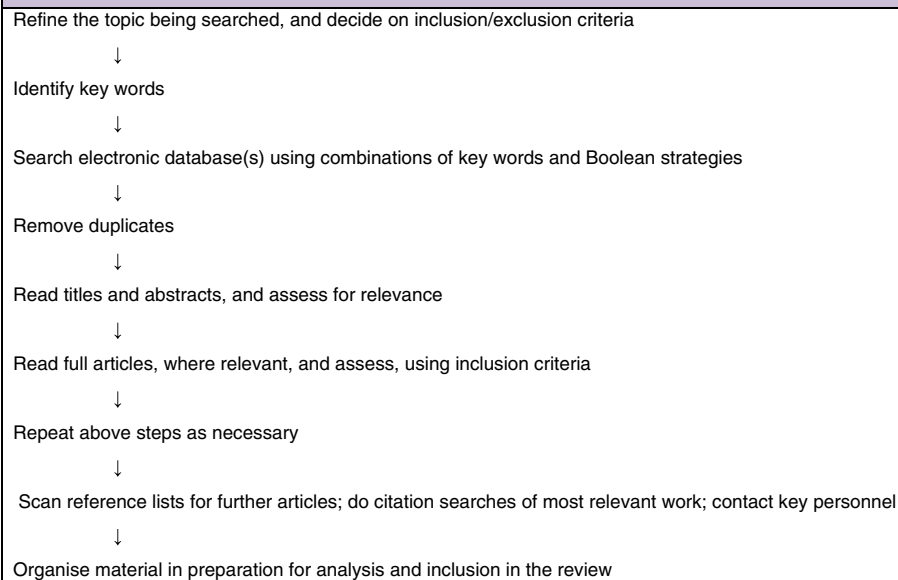 Refine the topic being searched, and decide on inclusion/exclusion criteria
↓
Identify key words
↓
Search electronic database(s) using combinations of key words and Boolean strategies
↓
Remove duplicates
↓
Read titles and abstracts, and assess for relevance
↓
Read full articles, where relevant, and assess, using inclusion criteria
↓
Repeat above steps as necessary
↓
Scan reference lists for further articles; do citation searches of most relevant work; contact key personnel
↓
Organise material in preparation for analysis and inclusion in the review